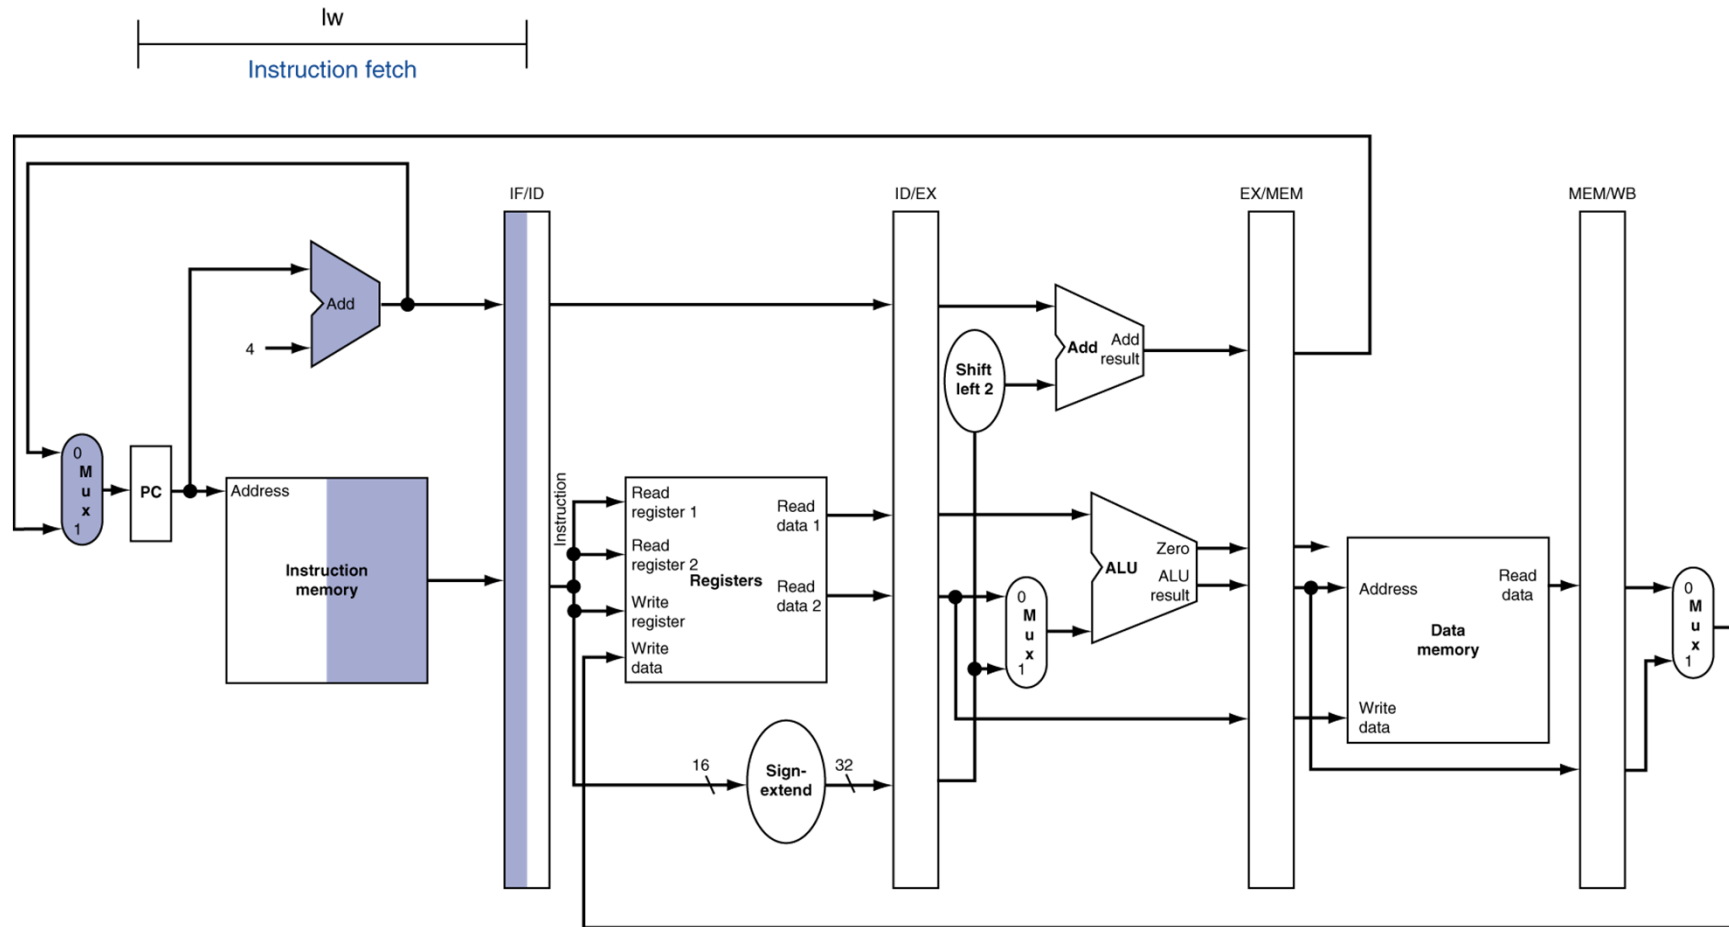 lw
Instruction fetch
IF/ID
ID/EX
EX/MEM
MEM/WB
Add
4
Shift
left 2
Add
Add
result
0
M
u
x
1
PC
Address
Instruction
memory
Instruction
Read
register 1
Read
register 2
Write
register
Write
data
Registers
Read
data 1
Read
data 2
16
Sign-
extend
32
0
M
u
x
1
ALU
Zero
ALU
result
Address
Read
data
Data
memory
Write
data
0
M
u
x
1